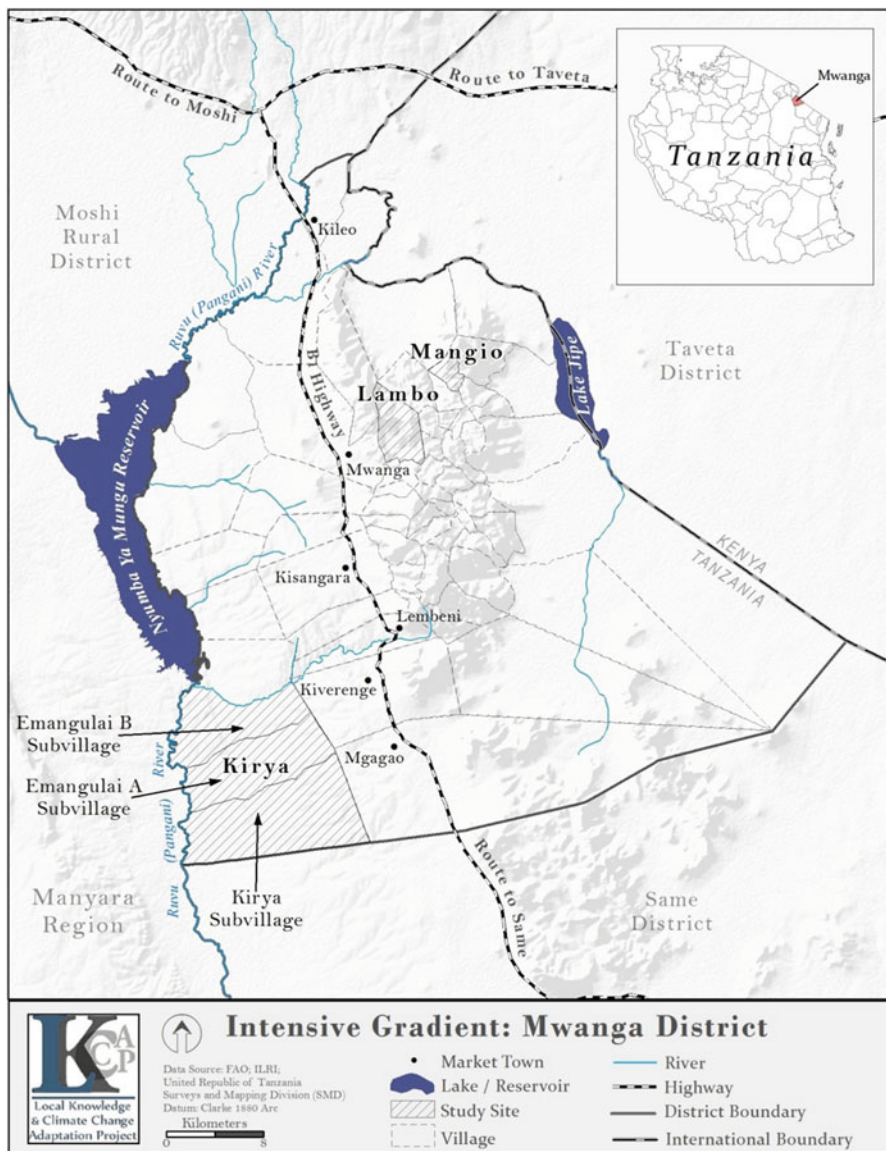 Route to Moshi
Route to Taveta
Mwanga
Tanzania
Moshi
Rural
District
Kileo
Ruvu (Pangani) River
B1 Highway
Mangio
Lambo
Lake Jipe
Taveta
District
Nyumba Ya Mungu Reservoir
Mwanga
KENYA
TANZANIA
Kisangara
Lembeni
Kiverenge
Emangulai B
Subvillage
Mgagao
Kirya
Emangulai A
Subvillage
Ruvu (Pangani) River
Kirya
Subvillage
Manyara
Region
Route to Same
Same
District
LKCCAP
Local Knowledge
& Climate Change
Adaptation Project
Intensive Gradient: Mwanga District
Data Source: FAO; ILRI;
United Republic of Tanzania
Surveys and Mapping Division (SMD)
Datum: Clarke 1880 Arc
Kilometers
0 8
Market Town
Lake / Reservoir
Study Site
Village
River
Highway
District Boundary
International Boundary